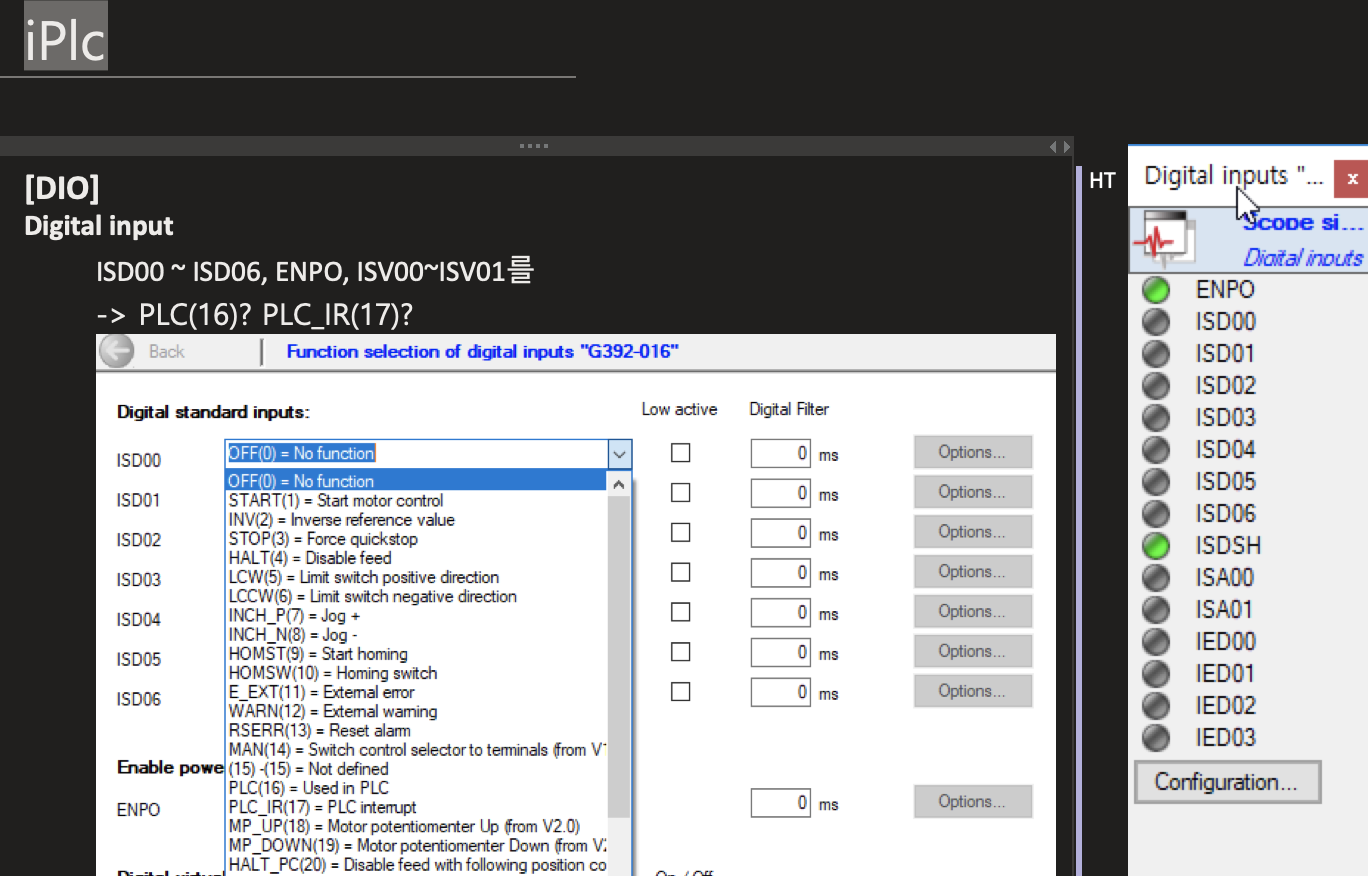 iPlc
[DIO]
Digital input
ISD00 ~ ISD06, ENPO, ISV00~ISV01를
-> PLC(16)? PLC_IR(17)?
Back
Function selection of digital inputs "G392-016"
Digital standard inputs:
Low active
Digital Filter
ISD00
OFF(0) = No function
0 ms
Options...
OFF(0) = No function
START(1) = Start motor control
INV(2) = Inverse reference value
STOP(3) = Force quickstop
HALT(4) = Disable feed
LCW(5) = Limit switch positive direction
LCCW(6) = Limit switch negative direction
INCH_P(7) = Jog +
INCH_N(8) = Jog -
HOMST(9) = Start homing
HOMSW(10) = Homing switch
E_EXT(11) = External error
WARN(12) = External warning
RSERR(13) = Reset alarm
MAN(14) = Switch control selector to terminals (from V
(15) -(15) = Not defined
PLC(16) = Used in PLC
PLC_IR(17) = PLC interrupt
MP_UP(18) = Motor potentiomenter Up (from V2.0)
MP_DOWN(19) = Motor potentiomenter Down (from V
HALT_PC(20) = Disable feed with following position co
ISD01
0 ms
Options...
ISD02
0 ms
Options...
ISD03
0 ms
Options...
ISD04
0 ms
Options...
ISD05
0 ms
Options...
ISD06
0 ms
Options...
Enable powe
ENPO
0 ms
Options...
On / Off
HT
Digital inputs "...
x
Scope si...
Digital inputs
ENPO
ISD00
ISD01
ISD02
ISD03
ISD04
ISD05
ISD06
ISDSH
ISA00
ISA01
IED00
IED01
IED02
IED03
Configuration...